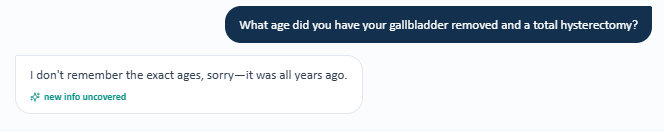 What age did you have your gallbladder removed and a total hysterectomy?
I don't remember the exact ages, sorry—it was all years ago.
new info uncovered